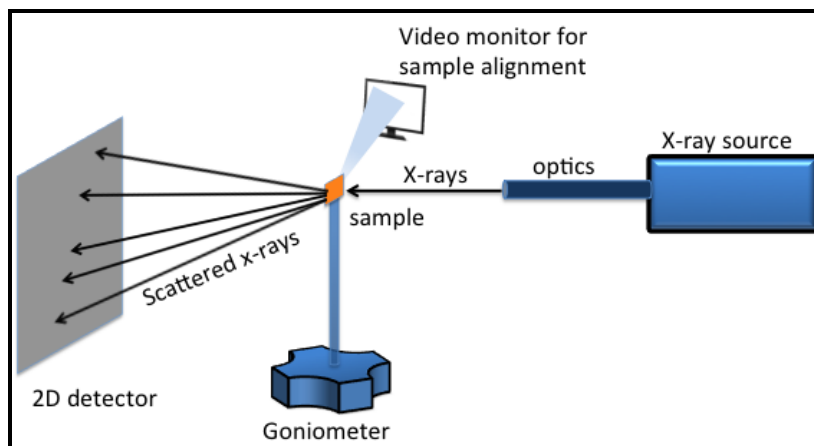 Video monitor for
sample alignment
X-ray source
optics
X-rays
sample
Scattered x-rays
2D detector
Goniometer